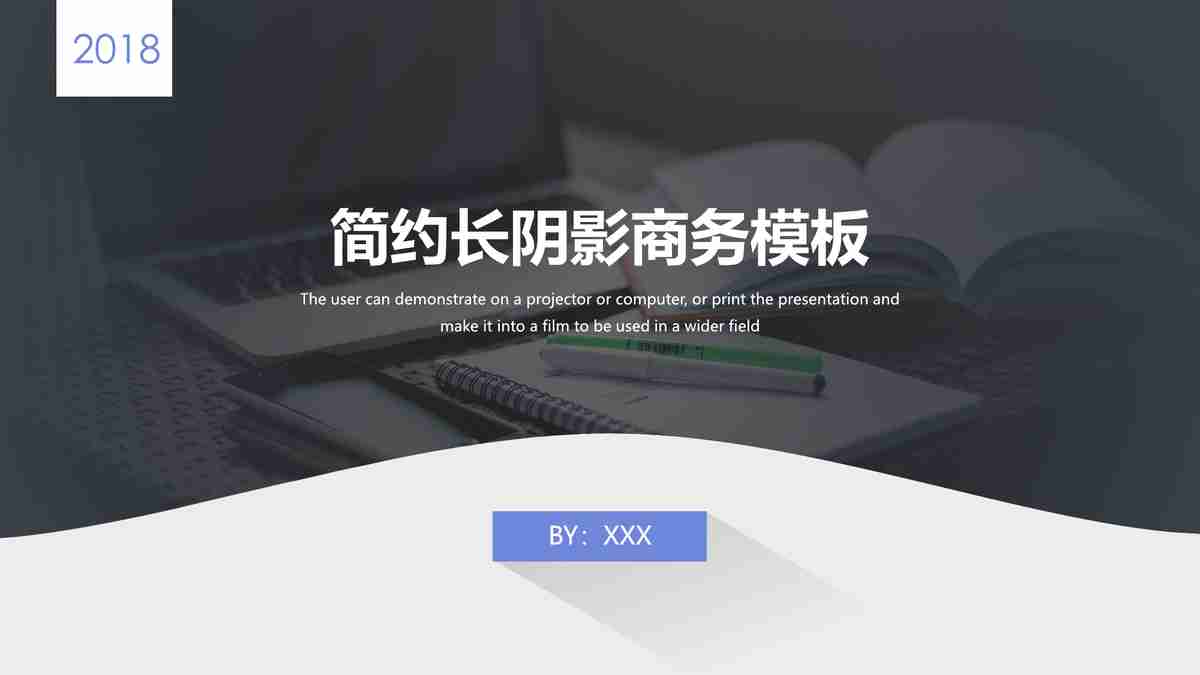 2018
简约长阴影商务模板
The user can demonstrate on a projector or computer, or print the presentation and
make it into a film to be used in a wider field
BY：XXX